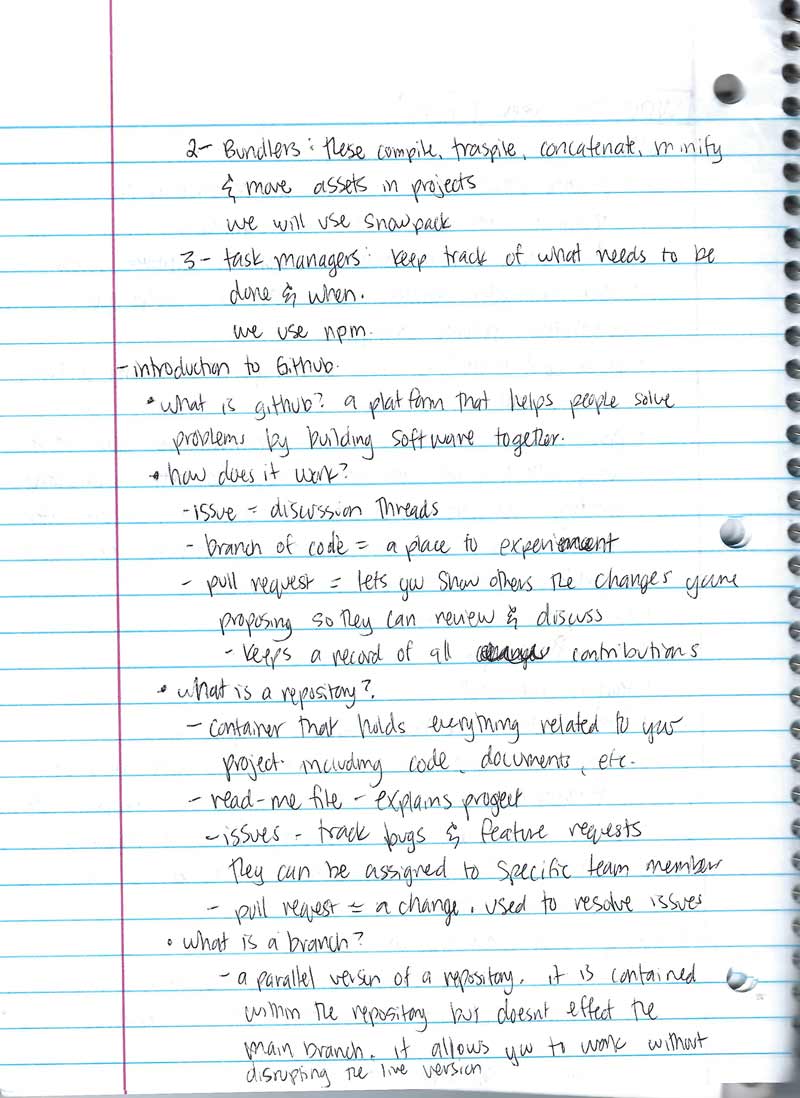 2- Bundlers: these compile, traspile, concatenate, minify
& move assets in projects
we will use snowpack
3- task managers: keep track of what needs to be
done & when.
we use npm.
- introduction to Github.
• what is github? a platform that helps people solve
problems by building software together.
• how does it work?
- issue = discussion threads
- branch of code = a place to experiment
- pull request = lets you show others the changes youre
proposing so they can review & discuss
- keeps a record of all contributions
• what is a repository?
- container that holds everything related to your
project including code, documents, etc.
- read-me file - explains project
- issues - track bugs & feature requests
they can be assigned to specific team member
- pull request = a change. used to resolve issues
• what is a branch?
- a parallel versin of a repository. it is contained
within the repository but doesnt effect the
main branch. it allows you to work without
disrupting the live version